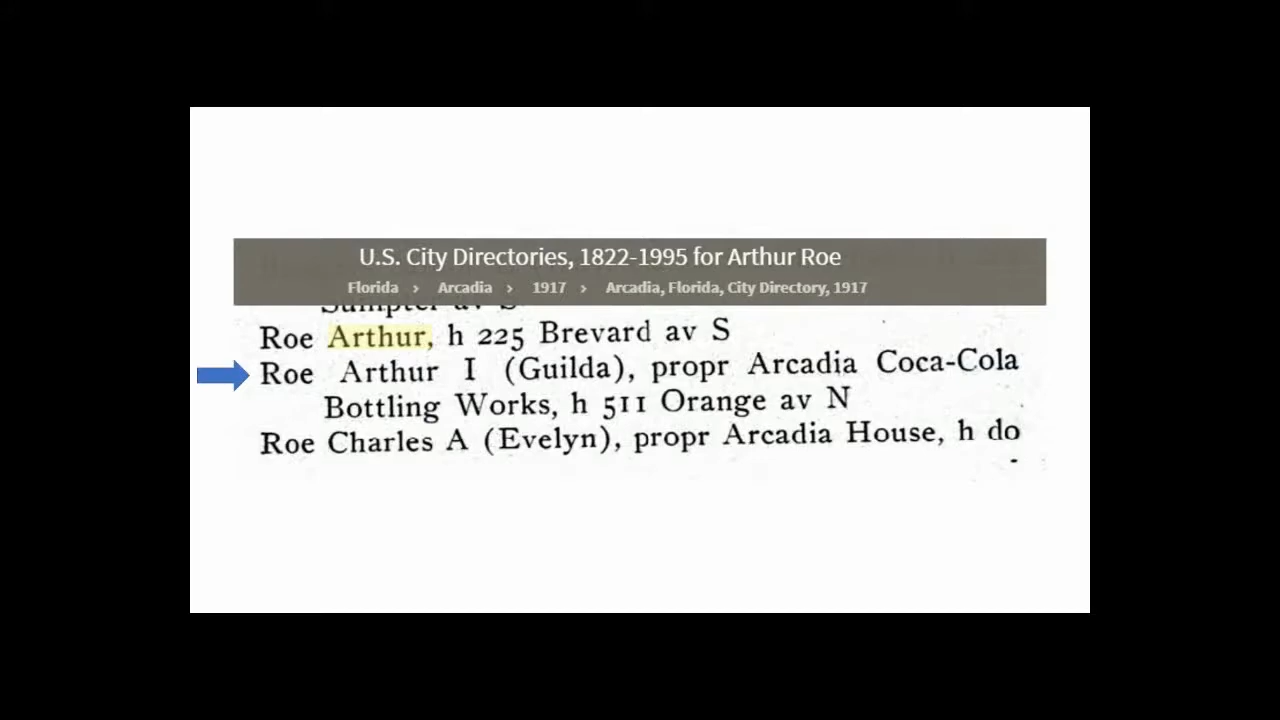 U.S. City Directories, 1822-1995 for Arthur Roe
Florida > Arcadia > 1917 > Arcadia, Florida, City Directory, 1917
Sumpter av S
Roe Arthur, h 225 Brevard av S
Roe Arthur I (Guilda), propr Arcadia Coca-Cola
Bottling Works, h 511 Orange av N
Roe Charles A (Evelyn), propr Arcadia House, h do